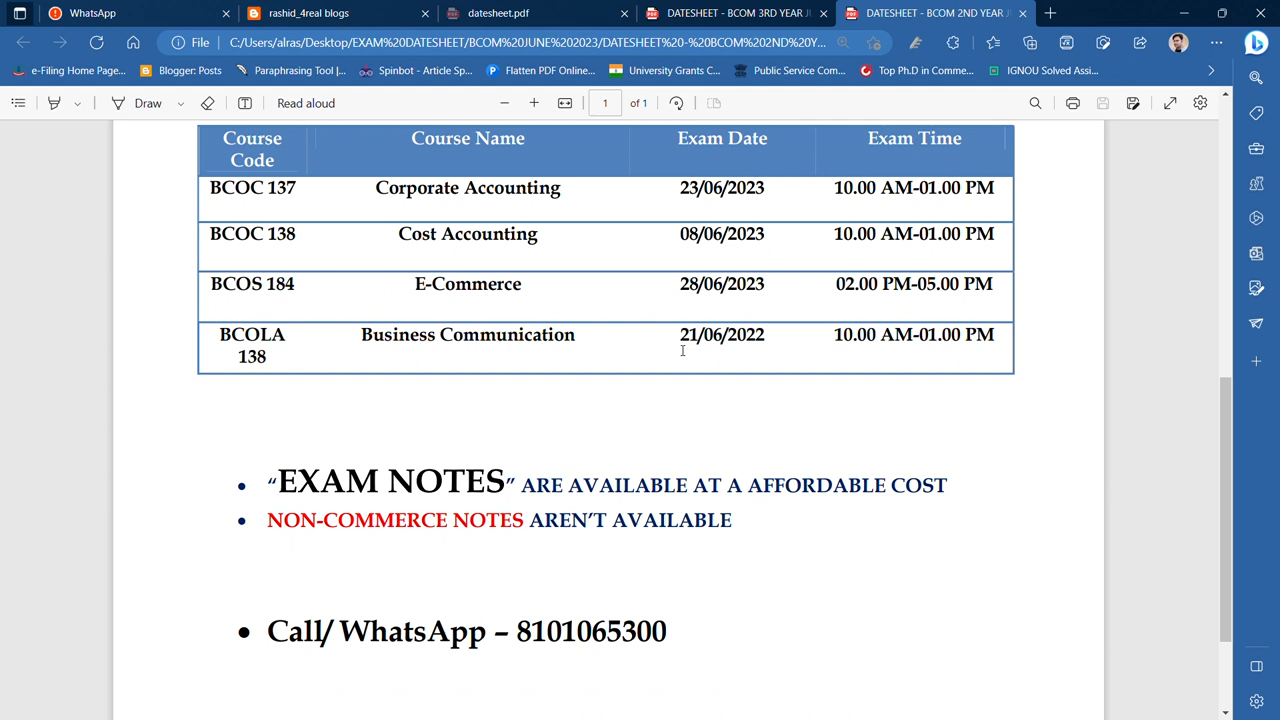 WhatsApp
rashid_4real blogs
datesheet.pdf
DATESHEET - BCOM 3RD YEAR J
DATESHEET - BCOM 2ND YEAR J
File
C:/Users/alras/Desktop/EXAM%20DATESHEET/BCOM%20JUNE%202023/DATESHEET%20-%20BCOM%202ND%20Y...
e-Filing Home Page...
Blogger: Posts
Paraphrasing Tool |...
Spinbot - Article Sp...
Flatten PDF Online...
University Grants C...
Public Service Com...
Top Ph.D in Comme...
IGNOU Solved Assi...
Draw
Read aloud
1 of 1
Course Code Course Name Exam Date Exam Time
BCOC 137 Corporate Accounting 23/06/2023 10.00 AM-01.00 PM
BCOC 138 Cost Accounting 08/06/2023 10.00 AM-01.00 PM
BCOS 184 E-Commerce 28/06/2023 02.00 PM-05.00 PM
BCOLA 138 Business Communication 21/06/2022 10.00 AM-01.00 PM
• “EXAM NOTES” ARE AVAILABLE AT A AFFORDABLE COST
• NON-COMMERCE NOTES AREN’T AVAILABLE
• Call/ WhatsApp – 8101065300